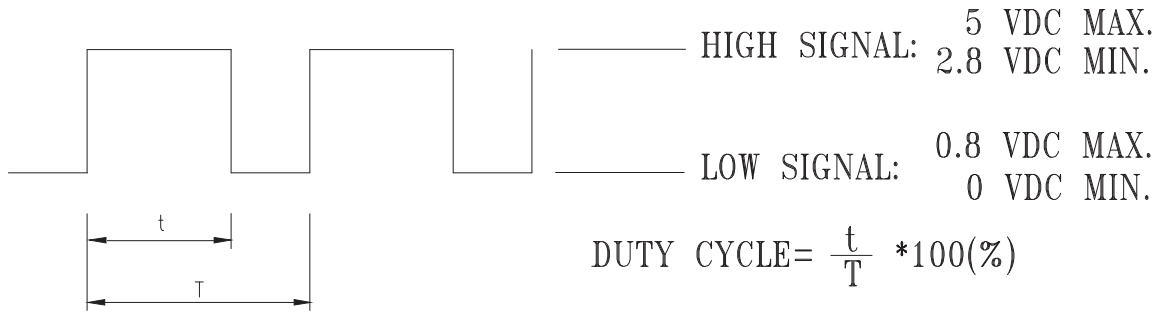 HIGH SIGNAL: 5 VDC MAX.
2.8 VDC MIN.
LOW SIGNAL: 0.8 VDC MAX.
0 VDC MIN.
t
T
DUTY CYCLE= t/T *100(%)